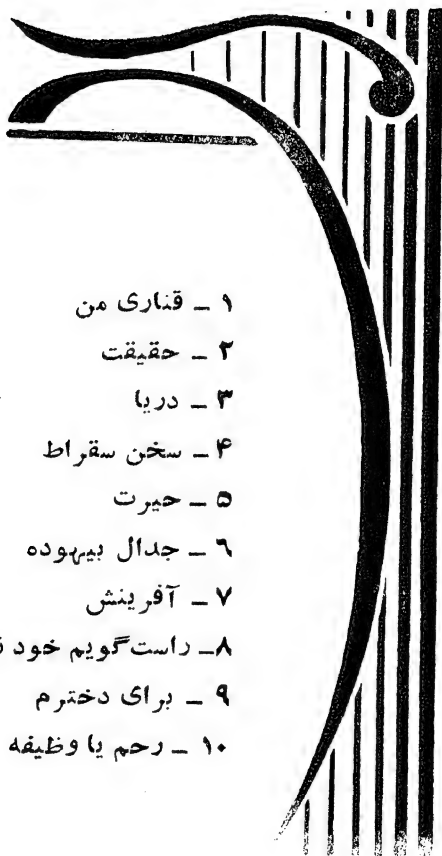 ۱ ـ قناری من
۲ ـ حقیقت
۳ ـ دریا
۴ ـ سخن سقراط
۵ ـ حیرت
۶ ـ جدال بیهوده
۷ ـ آفرینش
۸ـ راست‌گویم خود
۹ ـ برای دخترم
۱۰ ـ رحم یا وظیفه